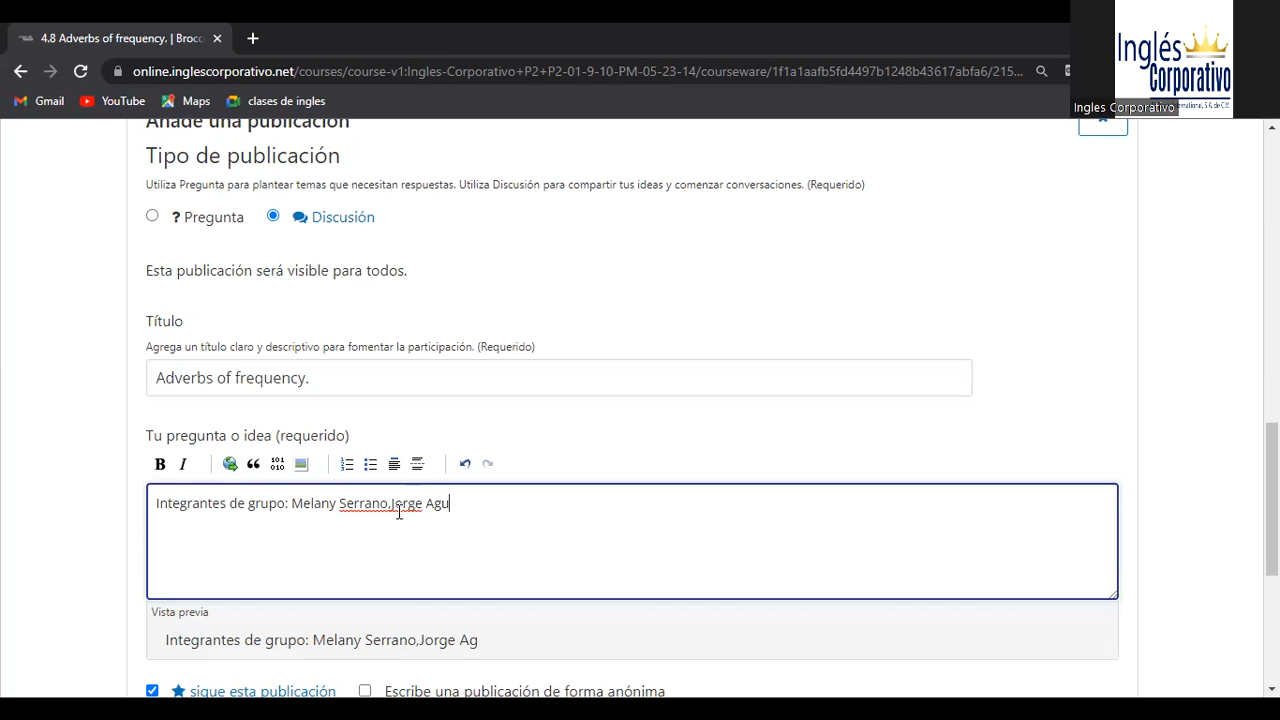 4.8 Adverbs of frequency. | Brocc
online.inglescorporativo.net/courses/course-v1:Ingles-Corporativo+P2+P2-01-9-10-PM-05-23-14/courseware/1f1a1aafb5fd4497b1248b43617abfa6/215...
Gmail YouTube Maps clases de ingles
Inglés
Corporativo
Ingles Corporativo
Añade una publicación
Tipo de publicación
Utiliza Pregunta para plantear temas que necesitan respuestas. Utiliza Discusión para compartir tus ideas y comenzar conversaciones. (Requerido)
? Pregunta Discusión
Esta publicación será visible para todos.
Título
Agrega un título claro y descriptivo para fomentar la participación. (Requerido)
Adverbs of frequency.
Tu pregunta o idea (requerido)
B I
Integrantes de grupo: Melany Serrano,Jorge Agu
Vista previa
Integrantes de grupo: Melany Serrano,Jorge Ag
sigue esta publicación Escribe una publicación de forma anónima